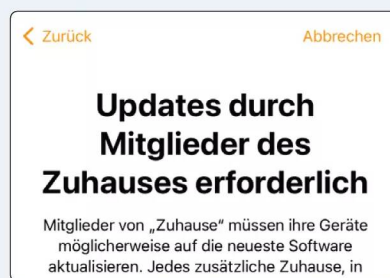 Zurück
Abbrechen
Updates durch
Mitglieder des
Zuhauses erforderlich
Mitglieder von „Zuhause“ müssen ihre Geräte
möglicherweise auf die neueste Software
aktualisieren. Jedes zusätzliche Zuhause, in